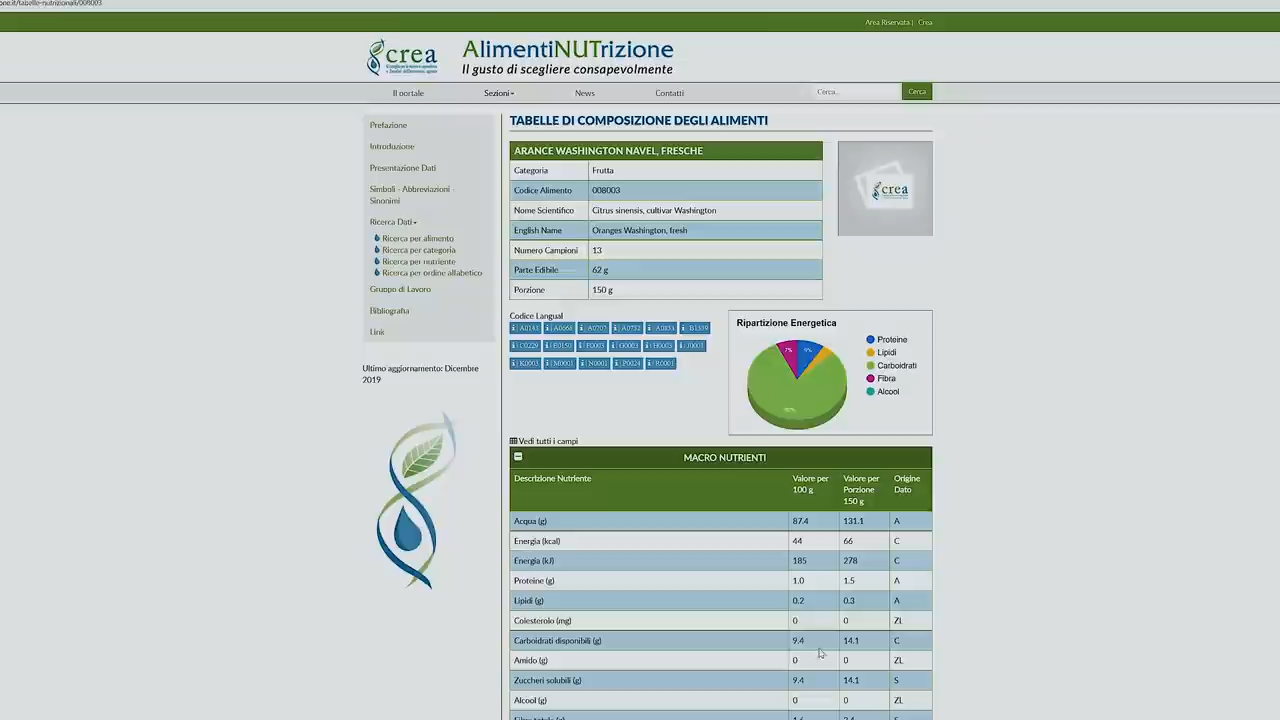 one.it/tabelle-nutrizionali/008003
Area Riservata | Crea
crea
AlimentiNUTrizione
Il gusto di scegliere consapevolmente
Il portale
Sezioni
News
Contatti
Cerca...
Cerca
Prefazione
Introduzione
Presentazione Dati
Simboli - Abbreviazioni -
Sinonimi
Ricerca Dati
Ricerca per alimento
Ricerca per categoria
Ricerca per nutriente
Ricerca per ordine alfabetico
Gruppo di Lavoro
Bibliografia
Link
Ultimo aggiornamento: Dicembre
2019
TABELLE DI COMPOSIZIONE DEGLI ALIMENTI
ARANCE WASHINGTON NAVEL, FRESCHE
Categoria Frutta
Codice Alimento 008003
Nome Scientifico Citrus sinensis, cultivar Washington
English Name Oranges Washington, fresh
Numero Campioni 13
Parte Edibile 62 g
Porzione 150 g
crea
Codice Langual
Ripartizione Energetica
7% 9%
Proteine
Lipidi
Carboidrati
Fibra
Alcool
Vedi tutti i campi
MACRO NUTRIENTI
Descrizione Nutriente Valore per 100 g Valore per Porzione 150 g Origine Dato
Acqua (g) 87.4 131.1 A
Energia (kcal) 44 66 C
Energia (kJ) 185 278 C
Proteine (g) 1.0 1.5 A
Lipidi (g) 0.2 0.3 A
Colesterolo (mg) 0 0 ZL
Carboidrati disponibili (g) 9.4 14.1 C
Amido (g) 0 0 ZL
Zuccheri solubili (g) 9.4 14.1 S
Alcool (g) 0 0 ZL